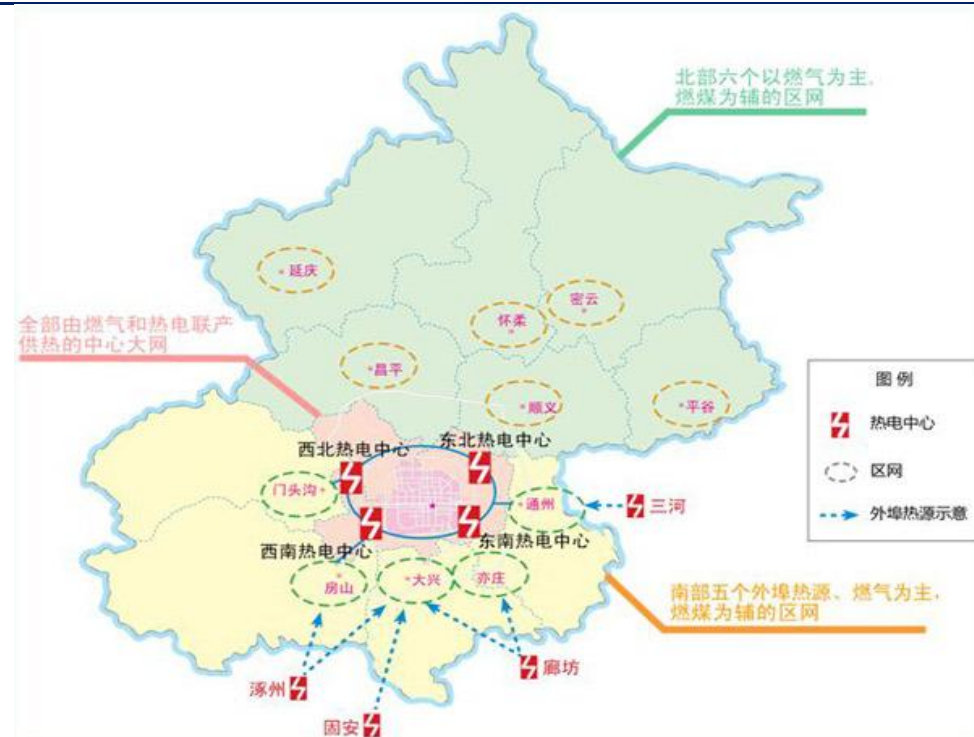 北部六个以燃气为主,
燃煤为辅的区网
延庆
密云
怀柔
全部由燃气和热电联产
供热的中心大网
昌平
顺义
平谷
图例
热电中心
区网
外埠热源示意
西北热电中心
东北热电中心
门头沟
通州
三河
西南热电中心
东南热电中心
房山
大兴
亦庄
南部五个外埠热源、燃气为主,
燃煤为辅的区网
涿州
廊坊
固安